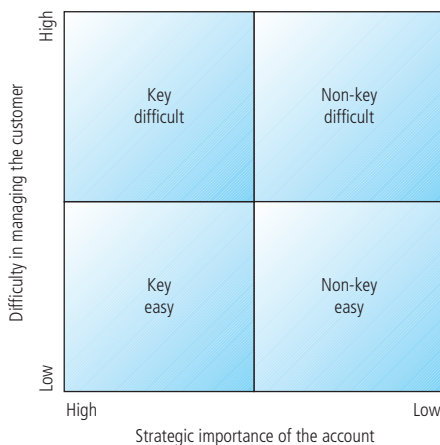 High
Difficulty in managing the customer
Low
Key
difficult
Non-key
difficult
Key
easy
Non-key
easy
High
Low
Strategic importance of the account